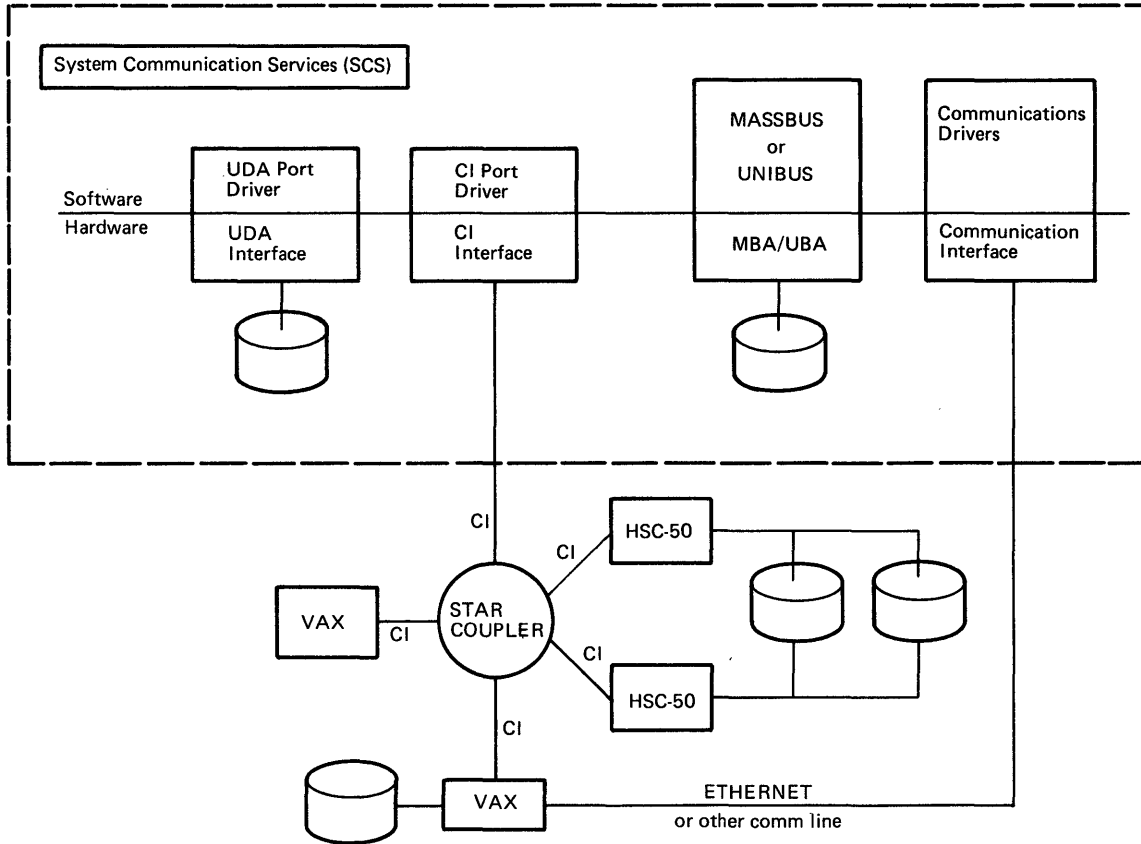 System Communication Services (SCS)
UDA Port
Driver
CI Port
Driver
MASSBUS
or
UNIBUS
Communications
Drivers
Software
Hardware
UDA
Interface
CI
Interface
MBA/UBA
Communication
Interface
CI
HSC-50
CI
VAX
CI
STAR
COUPLER
CI
HSC-50
CI
VAX
ETHERNET
or other comm line